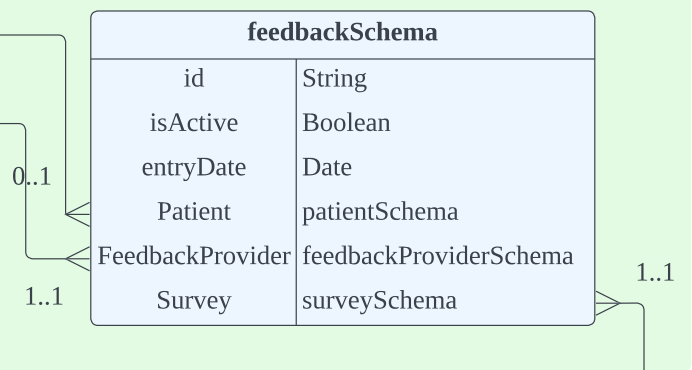 feedbackSchema
id String
isActive Boolean
entryDate Date
0..1
Patient patientSchema
FeedbackProvider feedbackProviderSchema
1..1
1..1
Survey surveySchema